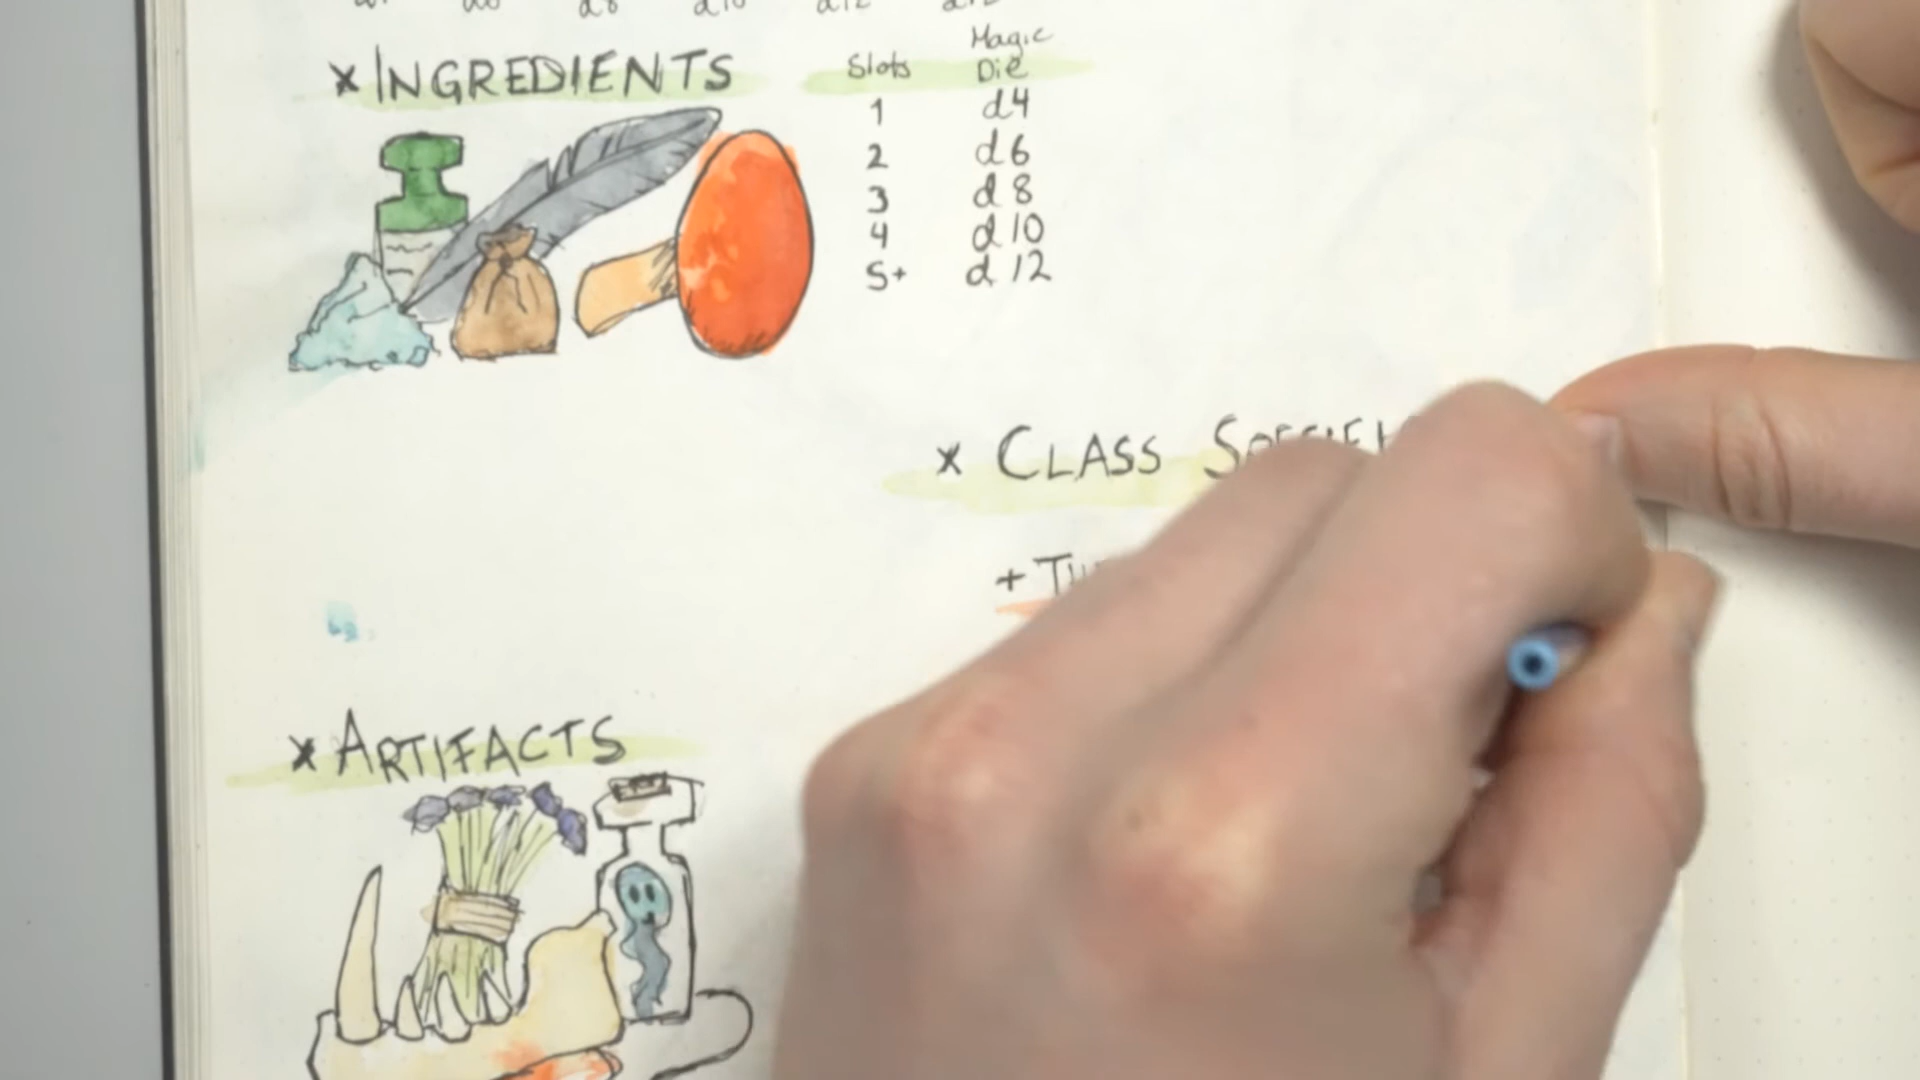 x INGREDIENTS
Slots Magic Die
1 d4
2 d6
3 d8
4 d10
5+ d12
x CLASS
+
x ARTIFACTS